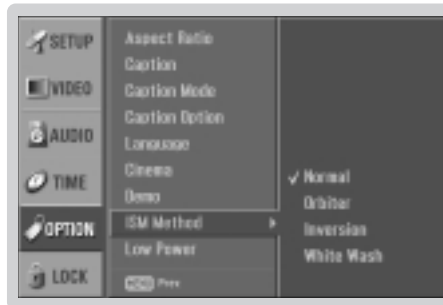 SETUP
VIDEO
AUDIO
TIME
OPTION
LOCK
Aspect Ratio
Caption
Caption Mode
Caption Option
Language
Cinema
Demo
ISM Method
Low Power
Prev
Normal
Orbiter
Inversion
White Wash